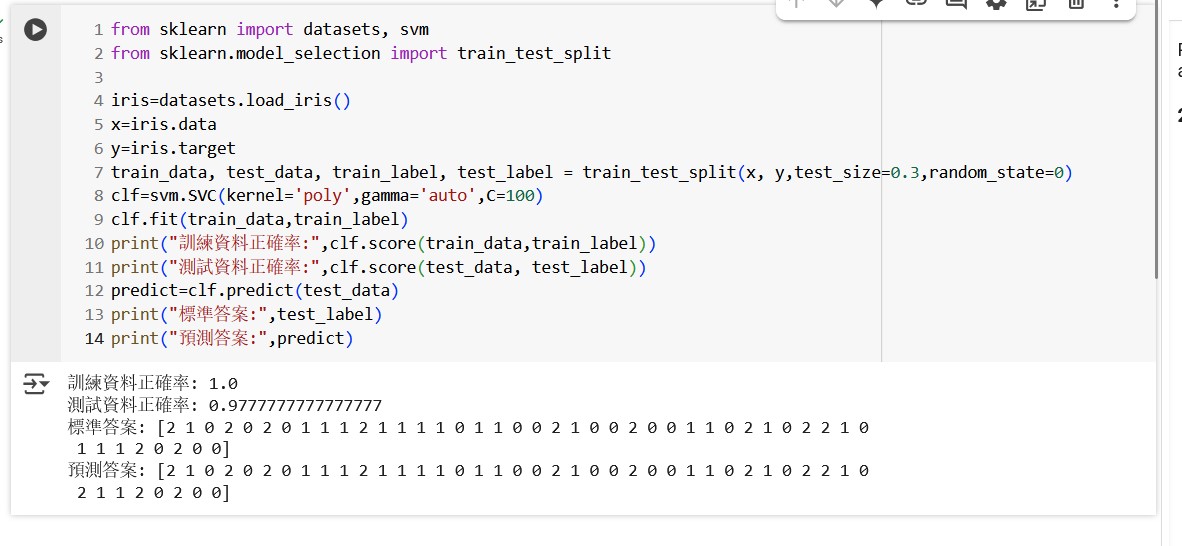 1 from sklearn import datasets, svm
2 from sklearn.model_selection import train_test_split
3
4 iris=datasets.load_iris()
5 x=iris.data
6 y=iris.target
7 train_data, test_data, train_label, test_label = train_test_split(x, y,test_size=0.3,random_state=0)
8 clf=svm.SVC(kernel='poly',gamma='auto',C=100)
9 clf.fit(train_data,train_label)
10 print("訓練資料正確率:",clf.score(train_data,train_label))
11 print("測試資料正確率:",clf.score(test_data, test_label))
12 predict=clf.predict(test_data)
13 print("標準答案:",test_label)
14 print("預測答案:",predict)
訓練資料正確率: 1.0
測試資料正確率: 0.9777777777777777
標準答案: [2 1 0 2 0 2 0 1 1 1 2 1 1 1 1 0 1 1 0 0 2 1 0 0 2 0 0 1 1 0 2 1 0 2 2 1 0
1 1 1 2 0 2 0 0]
預測答案: [2 1 0 2 0 2 0 1 1 1 2 1 1 1 1 0 1 1 0 0 2 1 0 0 2 0 0 1 1 0 2 1 0 2 2 1 0
2 1 1 2 0 2 0 0]